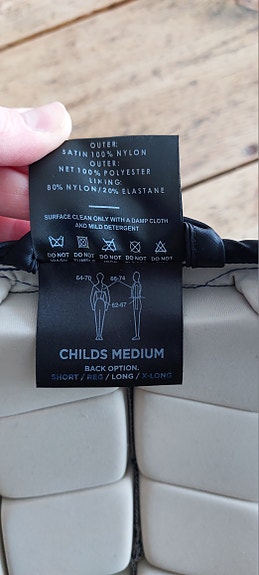 OUTER:
SATIN 100% NYLON
OUTER:
NET 100% POLYESTER
LINING:
80% NYLON/20% ELASTANE
SURFACE CLEAN ONLY WITH A DAMP CLOTH
AND MILD DETERGENT
DO NOT DO NOT DO NOT DO NOT DO NOT
64-70 66-74
62-67
CHILDS MEDIUM
BACK OPTION.
SHORT / REG / LONG / X-LONG